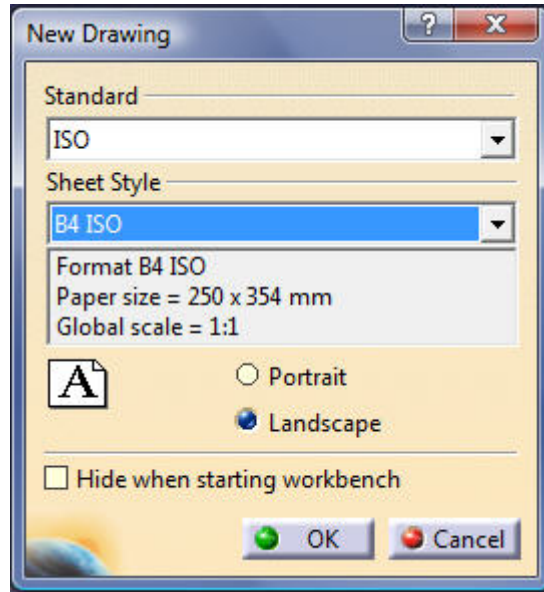 New Drawing
?
Standard
ISO
Sheet Style
B4 ISO
Format B4 ISO
Paper size = 250 x 354 mm
Global scale = 1:1
A
Portrait
Landscape
Hide when starting workbench
OK Cancel